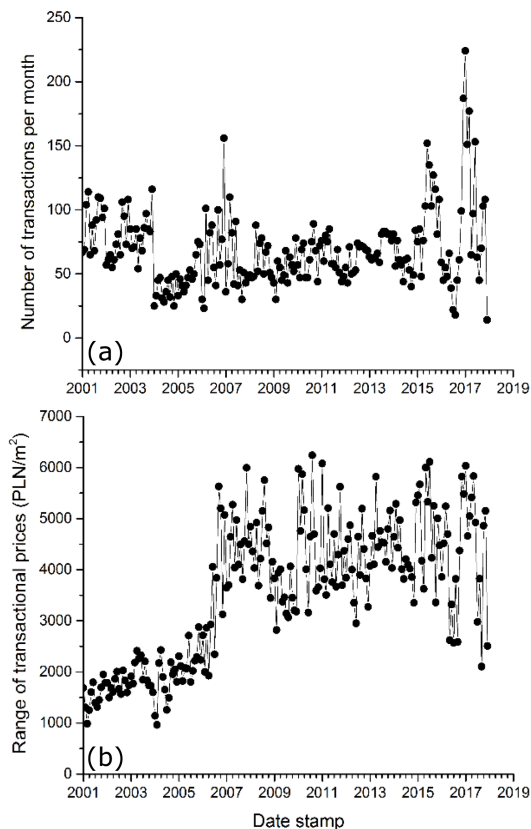 250
200
150
100
50
0
Number of transactions per month
(a)
2001 2003 2005 2007 2009 2011 2013 2015 2017 2019
7000
6000
5000
4000
3000
2000
1000
0
Range of transactional prices (PLN/m²)
(b)
2001 2003 2005 2007 2009 2011 2013 2015 2017 2019
Date stamp